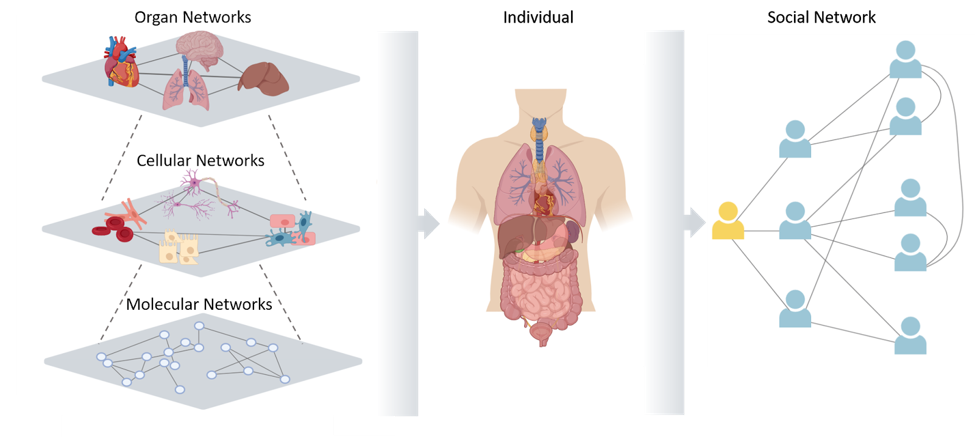 Organ Networks
Individual
Social Network
Cellular Networks
Molecular Networks